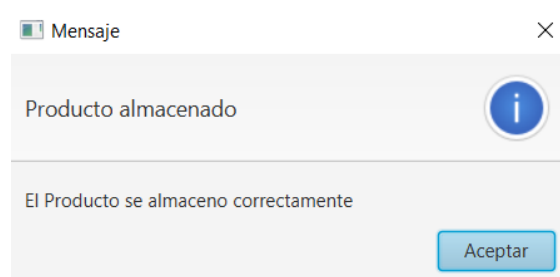 Mensaje
Producto almacenado
El Producto se almaceno correctamente
Aceptar